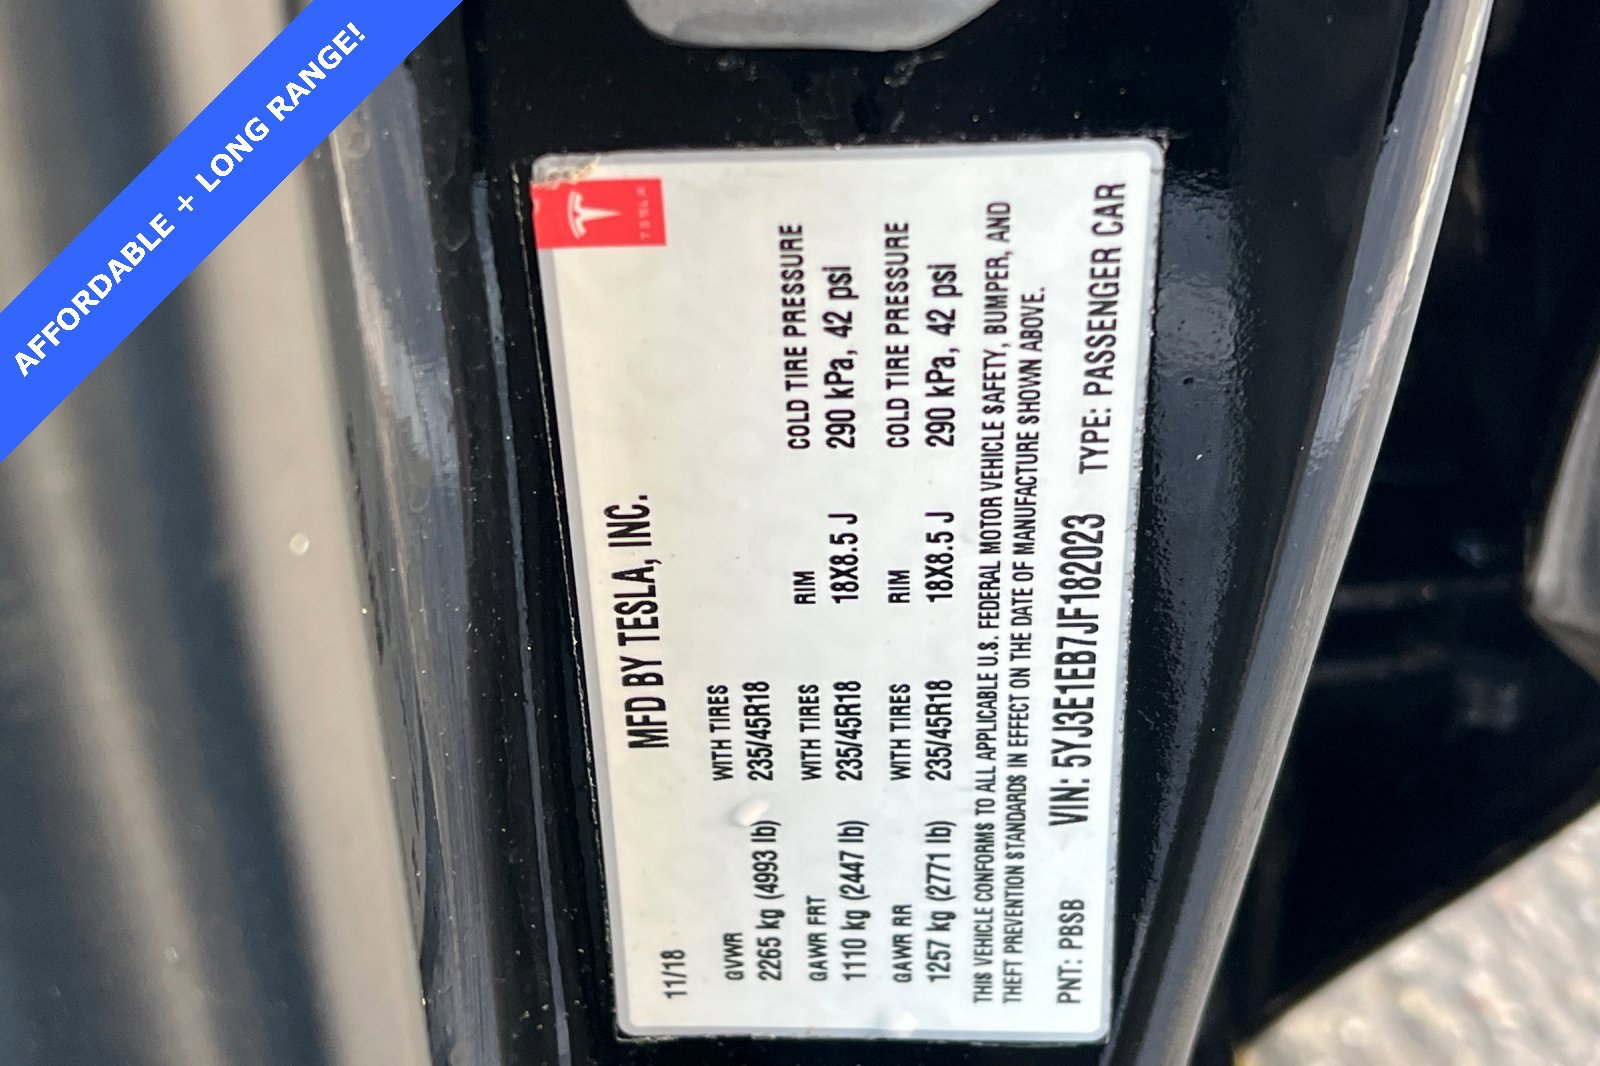 AFFORDABLE + LONG RANGE!
TESLA
MFD BY TESLA, INC.
11/18
GVWR WITH TIRES
2265 kg (4993 lb) 235/45R18
GAWR FRT WITH TIRES RIM COLD TIRE PRESSURE
1110 kg (2447 lb) 235/45R18 18X8.5 J 290 kPa, 42 psi
GAWR RR WITH TIRES RIM COLD TIRE PRESSURE
1257 kg (2771 lb) 235/45R18 18X8.5 J 290 kPa, 42 psi
THIS VEHICLE CONFORMS TO ALL APPLICABLE U.S. FEDERAL MOTOR VEHICLE SAFETY, BUMPER, AND
THEFT PREVENTION STANDARDS IN EFFECT ON THE DATE OF MANUFACTURE SHOWN ABOVE.
PNT: PBSB VIN: 5YJ3E1EB7JF182023 TYPE: PASSENGER CAR